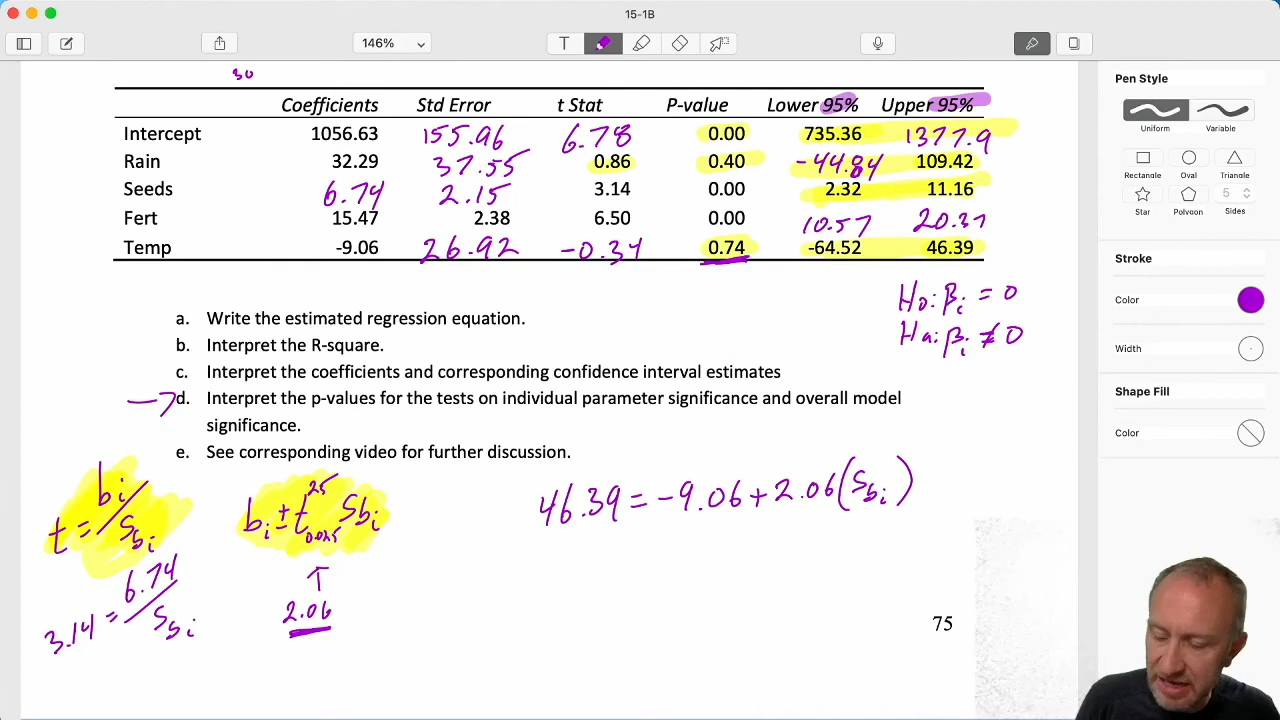 15-1B
146%
T
30
Coefficients Std Error t Stat P-value Lower 95% Upper 95%
Intercept 1056.63 155.96 6.78 0.00 735.36 1377.9
Rain 32.29 37.55 0.86 0.40 -44.84 109.42
Seeds 6.74 2.15 3.14 0.00 2.32 11.16
Fert 15.47 2.38 6.50 0.00 10.57 20.37
Temp -9.06 26.92 -0.34 0.74 -64.52 46.39
H0: βi = 0
Ha: βi ≠ 0
a. Write the estimated regression equation.
b. Interpret the R-square.
c. Interpret the coefficients and corresponding confidence interval estimates
→ d. Interpret the p-values for the tests on individual parameter significance and overall model
significance.
e. See corresponding video for further discussion.
t = bi / Sbi
bi ± t 25 0.025 Sbi
46.39 = -9.06 + 2.06 (Sbi)
3.14 = 6.74 / Sbi
↑
2.06
75
Pen Style
Uniform Variable
Rectangle Oval Triangle
Star Polygon 5 Sides
Stroke
Color
Width
Shape Fill
Color